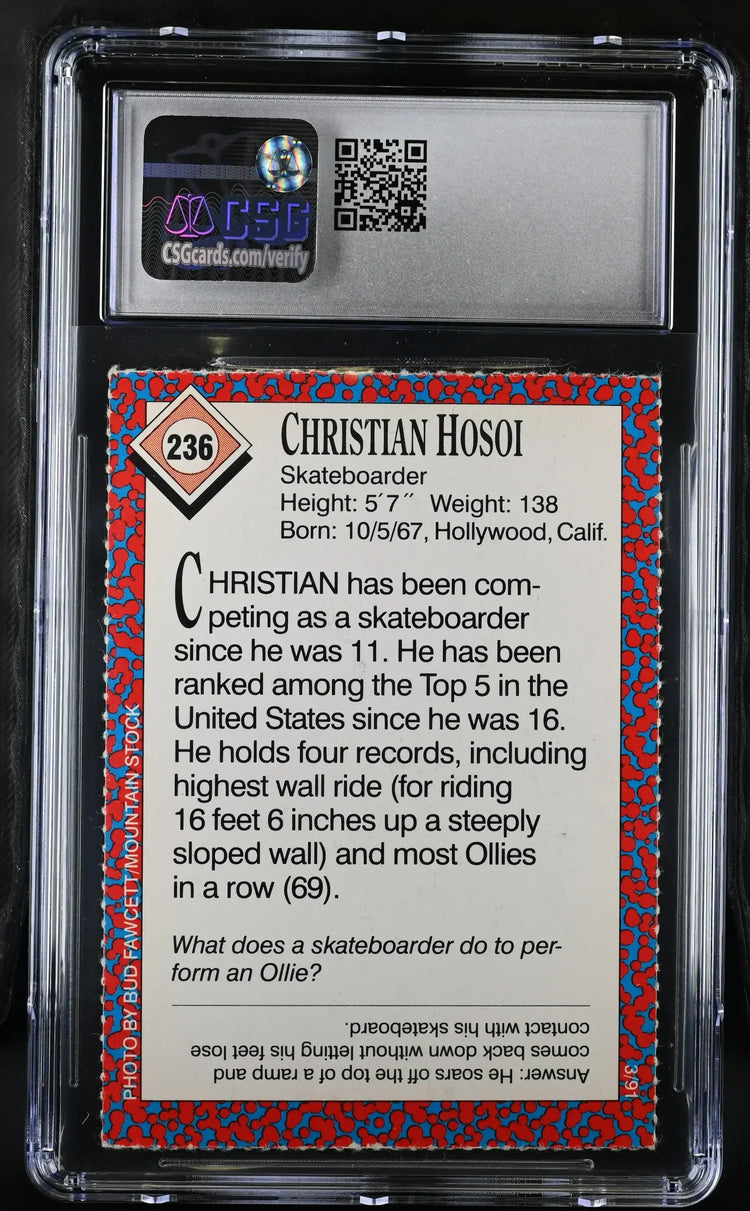 CSG
CSGcards.com/verify
236
CHRISTIAN HOSOI
Skateboarder
Height: 5´7˝ Weight: 138
Born: 10/5/67, Hollywood, Calif.
CHRISTIAN has been com-
peting as a skateboarder
since he was 11. He has been
ranked among the Top 5 in the
United States since he was 16.
He holds four records, including
highest wall ride (for riding
16 feet 6 inches up a steeply
sloped wall) and most Ollies
in a row (69).
What does a skateboarder do to per-
form an Ollie?
Answer: He soars off the top of a ramp and
comes back down without letting his feet lose
contact with his skateboard.
PHOTO BY BUD FAWCETT/MOUNTAIN STOCK
3/91